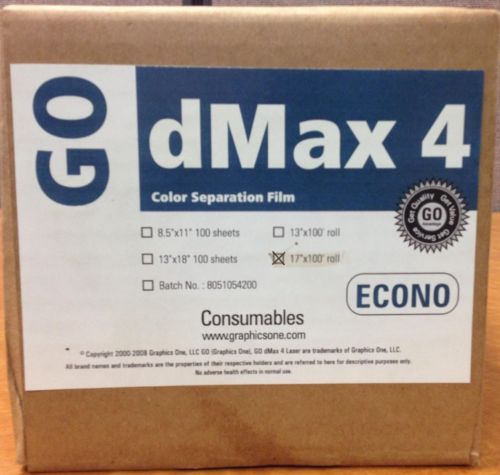 GO
dMax 4
Color Separation Film
Get Quality Get Value
GO
Advantage
Get Service
8.5"x11" 100 sheets
13"x100' roll
13"x18" 100 sheets
17"x100' roll
Batch No. : 8051054200
ECONO
Consumables
www.graphicsone.com
© Copyright 2000-2008 Graphics One, LLC GO (Graphics One), GO dMax 4 Laser are trademarks of Graphics One, LLC.
All brand names and trademarks are the properties of their respective holders and are referred to here for descriptive purposes only.
No adverse health effects in normal use.